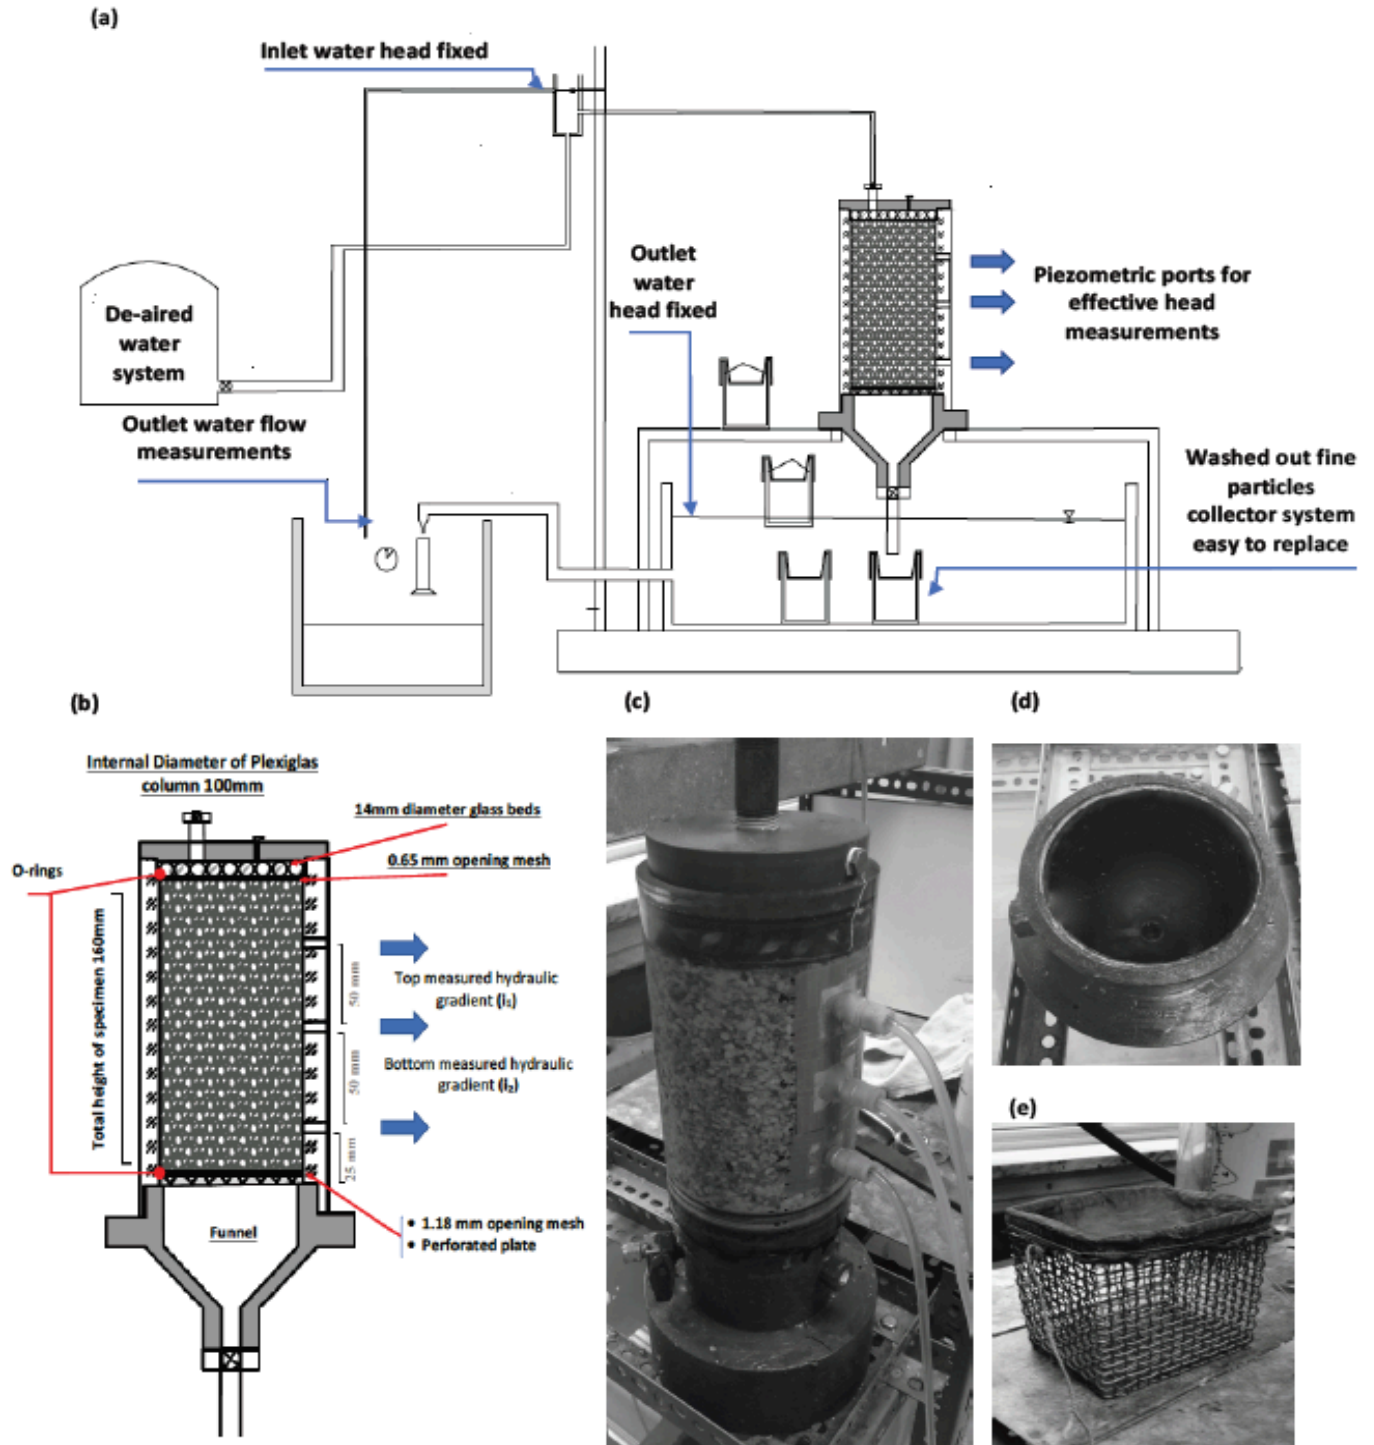 (a)
Inlet water head fixed
De-aired
water
system
Outlet water flow
measurements
Outlet
water
head fixed
Piezometric ports for
effective head
measurements
Washed out fine
particles
collector system
easy to replace
(b)
Internal Diameter of Plexiglas
column 100mm
14mm diameter glass beds
0.65 mm opening mesh
O-rings
Total height of specimen 160mm
50 mm
Top measured hydraulic
gradient (i₁)
50 mm
Bottom measured hydraulic
gradient (i₂)
25 mm
Funnel
• 1.18 mm opening mesh
• Perforated plate
(c)
(d)
(e)